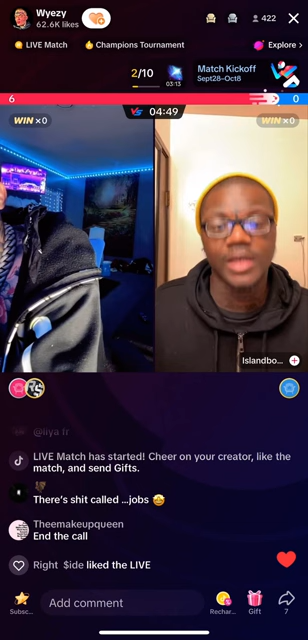 Wyezy
62.6K likes
422
LIVE Match
Champions Tournament
Explore >
2/10
03:13
Match Kickoff
Sept28-Oct8
6
VS 04:49
0
WIN ×0
WIN ×0
Islandbo...
@liya fr
LIVE Match has started! Cheer on your creator, like the
match, and send Gifts.
There's shit called ...jobs 🤩
Theemakeupqueen
End the call
Right $ide liked the LIVE
Subsc...
Add comment
Rechar...
Gift
7